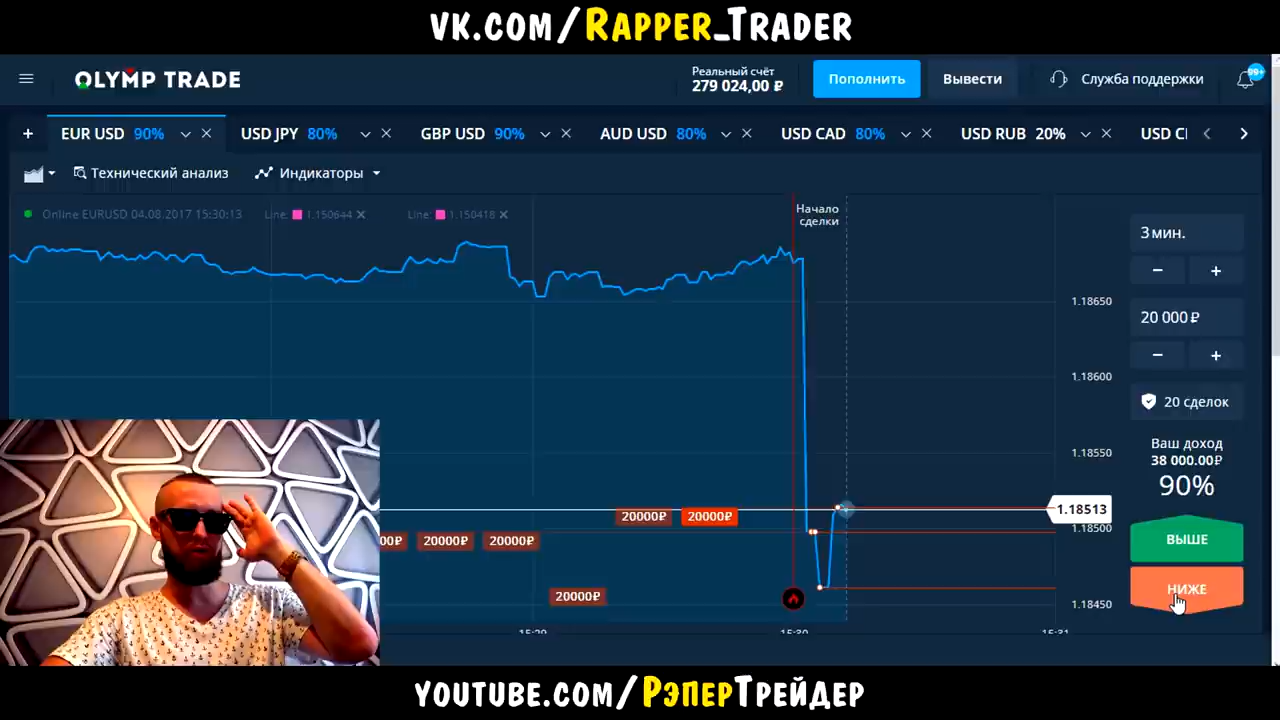 VK.COM/RAPPER_TRADER
OLYMP TRADE
Реальный счёт
279 024,00 ₽
Пополнить
Вывести
Служба поддержки
99+
+ EUR USD 90% USD JPY 80% GBP USD 90% AUD USD 80% USD CAD 80% USD RUB 20% USD C
Технический анализ
Индикаторы
Online EURUSD 04.08.2017 15:30:13 Line: 1.150644 Line: 1.150418
Начало
сделки
3 мин.
− +
1.18650
20 000 ₽
− +
1.18600
20 сделок
1.18550
Ваш доход
38 000.00₽
90%
20000₽ 20000₽
1.18513
1.18500
00₽ 20000₽ 20000₽
ВЫШЕ
20000₽
НИЖЕ
1.18450
15:29 15:30 15:31
YOUTUBE.COM/РЭПЕРТРЕЙДЕР